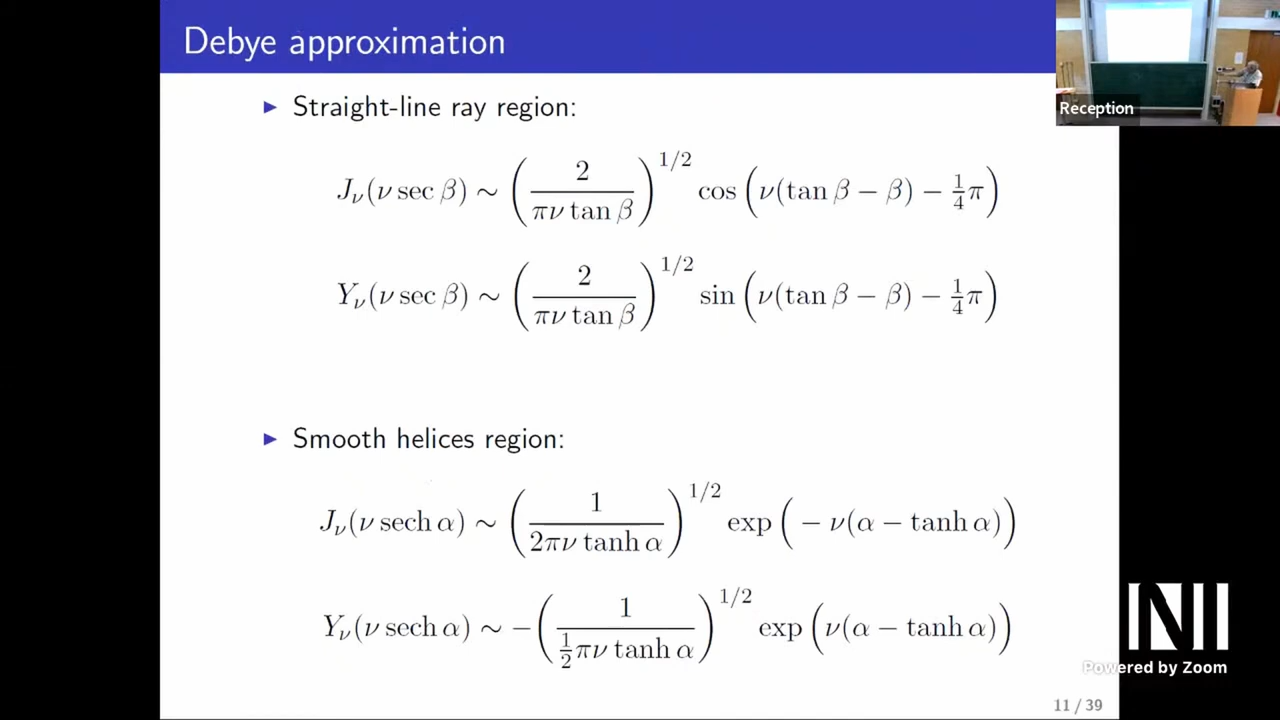 Debye approximation
Reception
▶ Straight-line ray region:
J_ν(ν sec β) ∼ (2 / (πν tan β))^{1/2} cos (ν(tan β − β) − ¼π)
Y_ν(ν sec β) ∼ (2 / (πν tan β))^{1/2} sin (ν(tan β − β) − ¼π)
▶ Smooth helices region:
J_ν(ν sech α) ∼ (1 / (2πν tanh α))^{1/2} exp (− ν(α − tanh α))
Y_ν(ν sech α) ∼ −(1 / (½πν tanh α))^{1/2} exp (ν(α − tanh α))
Powered by Zoom
11 / 39